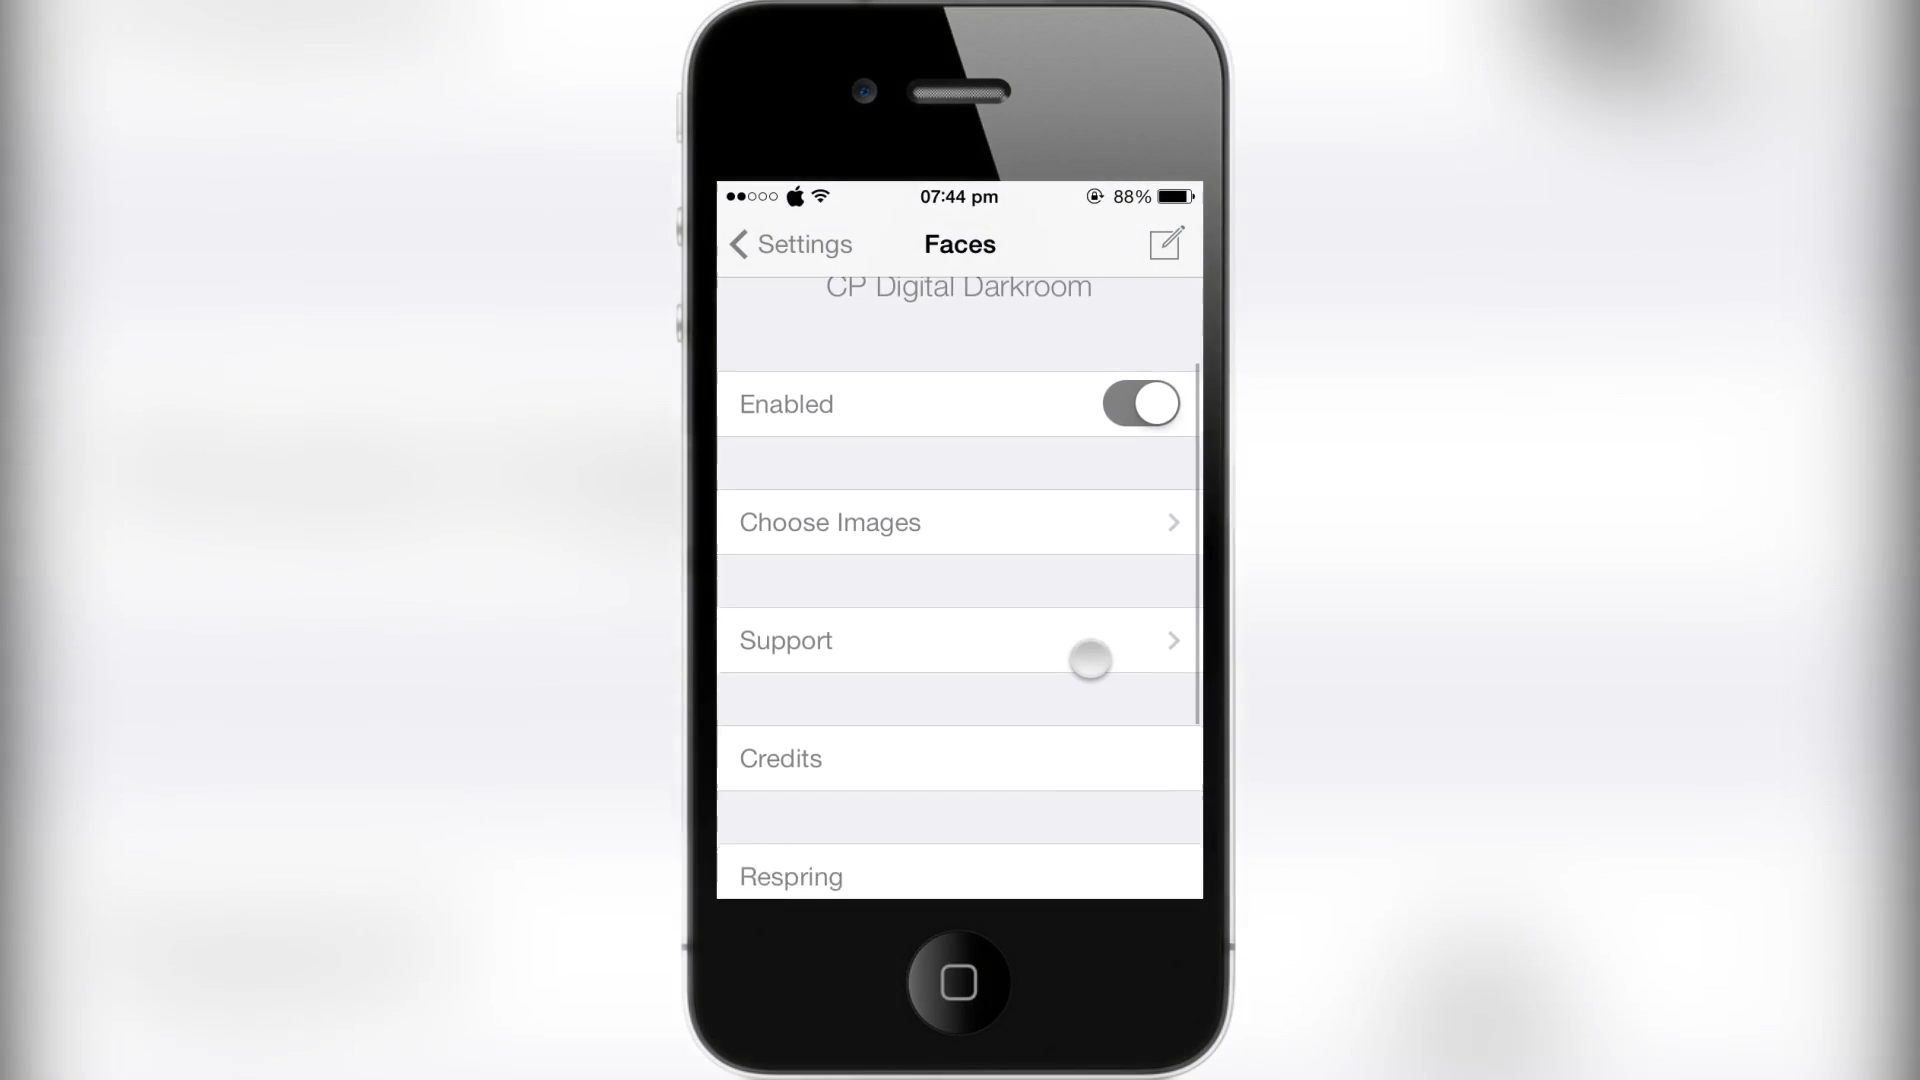 07:44 pm
88%
Settings
Faces
CP Digital Darkroom
Enabled
Choose Images
Support
Credits
Respring